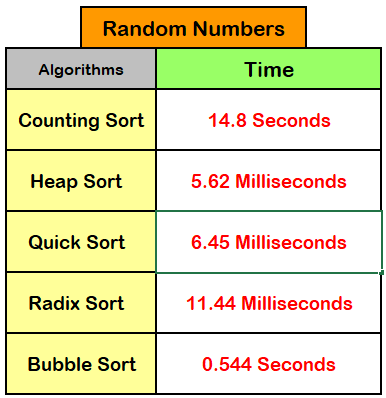 Random Numbers
Algorithms Time
Counting Sort 14.8 Seconds
Heap Sort 5.62 Milliseconds
Quick Sort 6.45 Milliseconds
Radix Sort 11.44 Milliseconds
Bubble Sort 0.544 Seconds